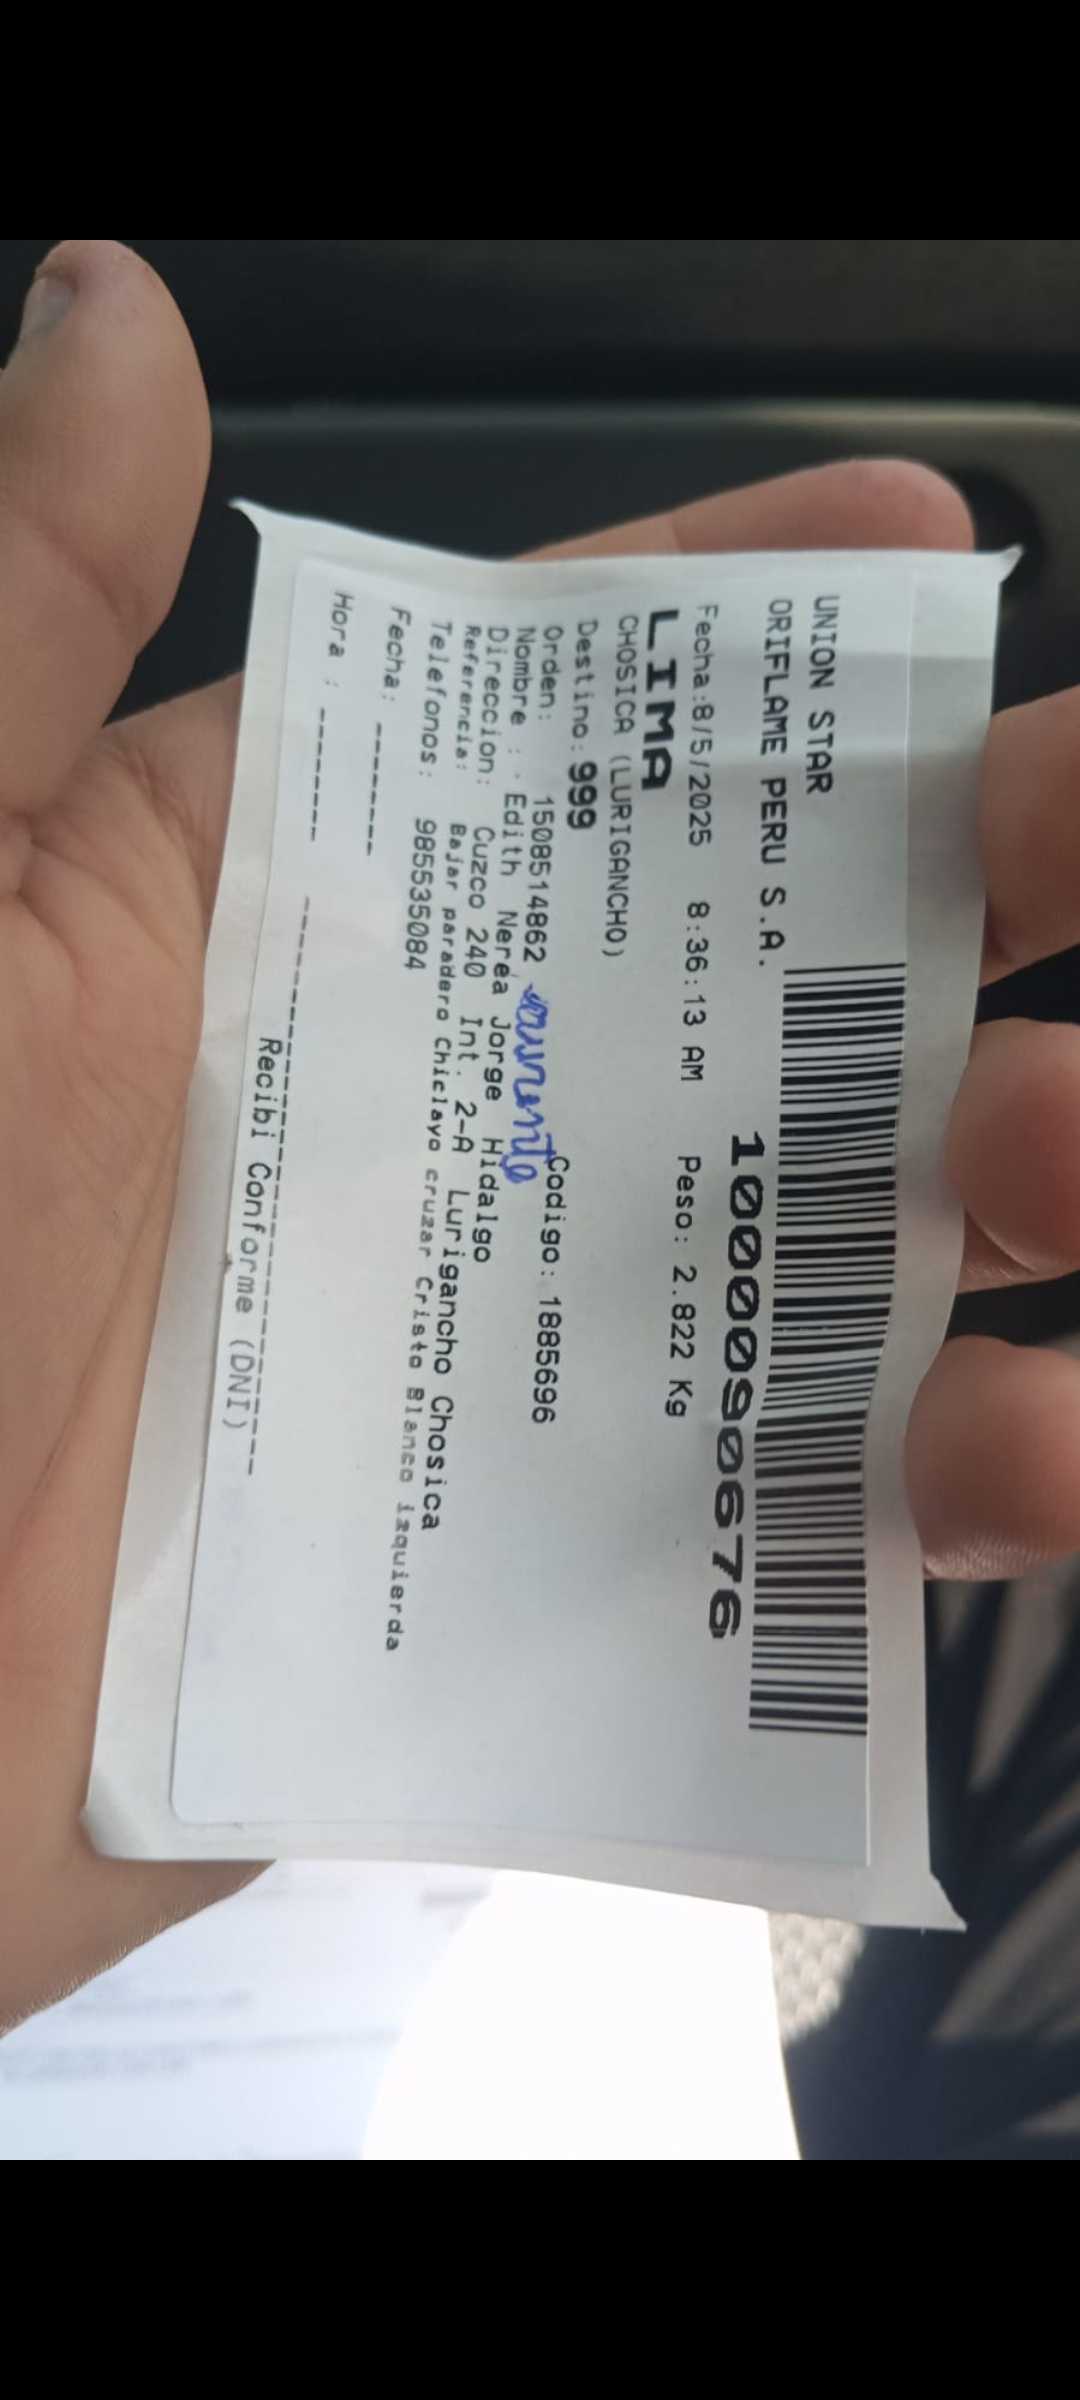 UNION STAR
ORIFLAME PERU S.A.
1000090676
Fecha:8/5/2025 8:36:13 AM Peso: 2.822 Kg
LIMA
CHOSICA (LURIGANCHO)
Destino: 999
Orden: 1508514862 Codigo: 1885696
Nombre : . Edith Nerea Jorge Hidalgo
Direccion: Cuzco 240 Int. 2-A Lurigancho Chosica
Referencia: Bajar paradero Chiclayo cruzar Cristo Blanco izquierda
Telefonos: 985535084
Fecha: -------
Hora : -------
Recibi Conforme (DNI)